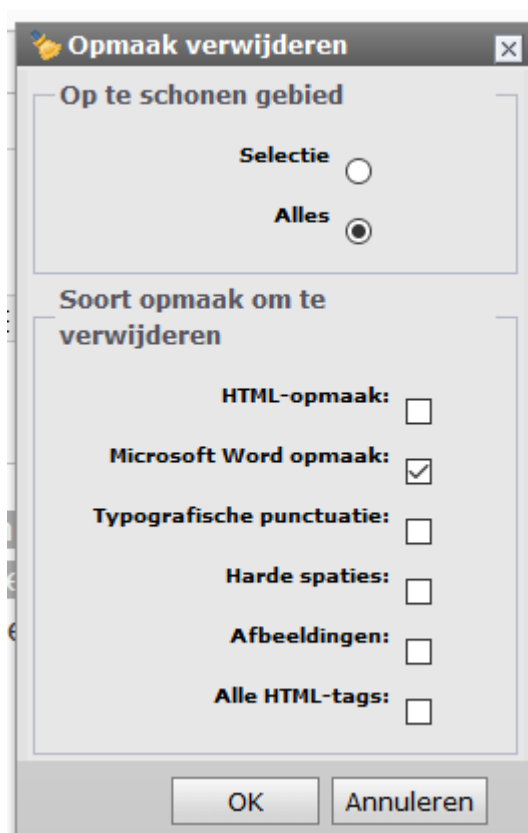 Opmaak verwijderen
Op te schonen gebied
Selectie
Alles
Soort opmaak om te
verwijderen
HTML-opmaak:
Microsoft Word opmaak:
Typografische punctuatie:
Harde spaties:
Afbeeldingen:
Alle HTML-tags:
OK Annuleren